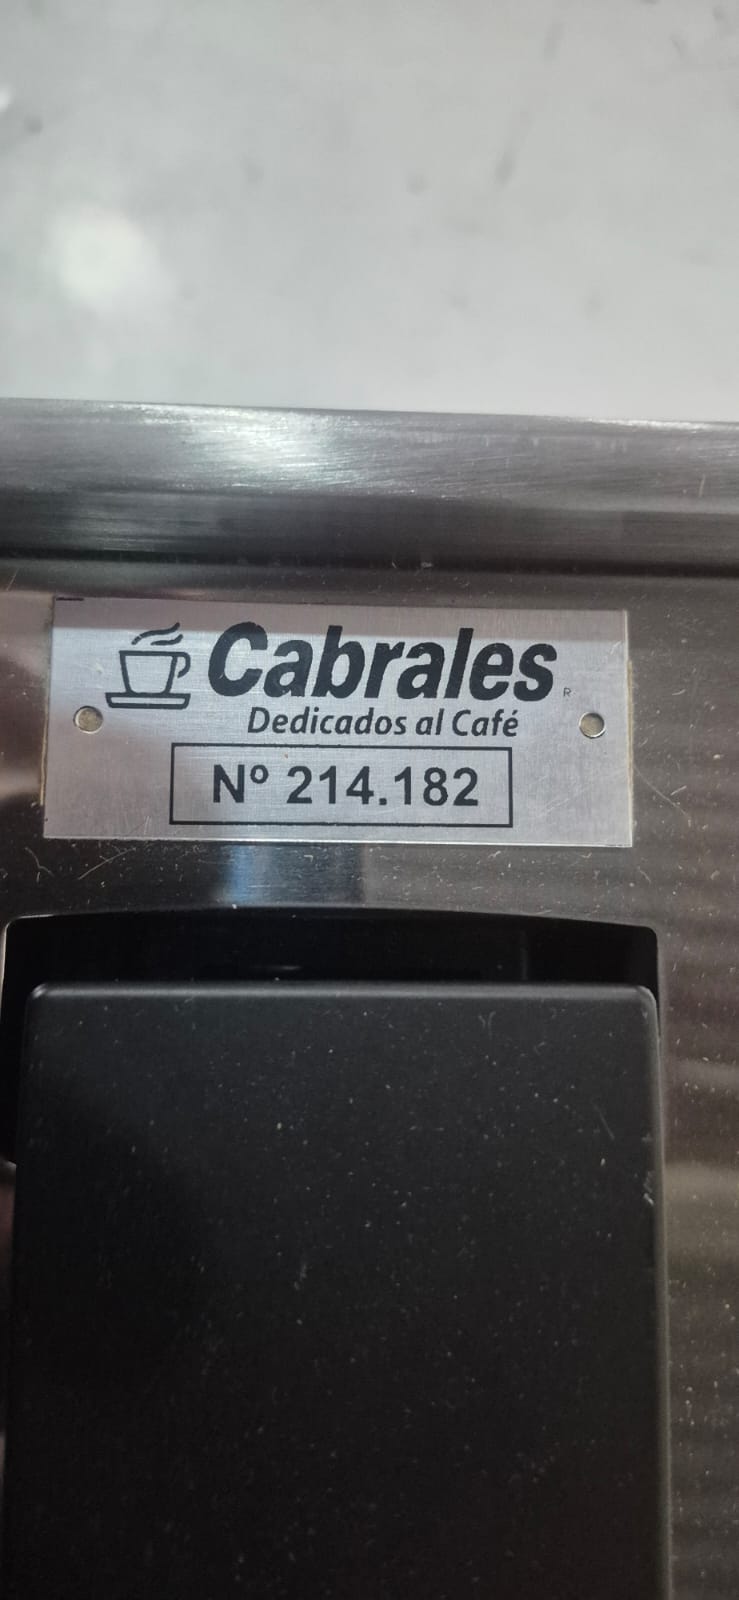 Cabrales
R
Dedicados al Café
Nº 214.182